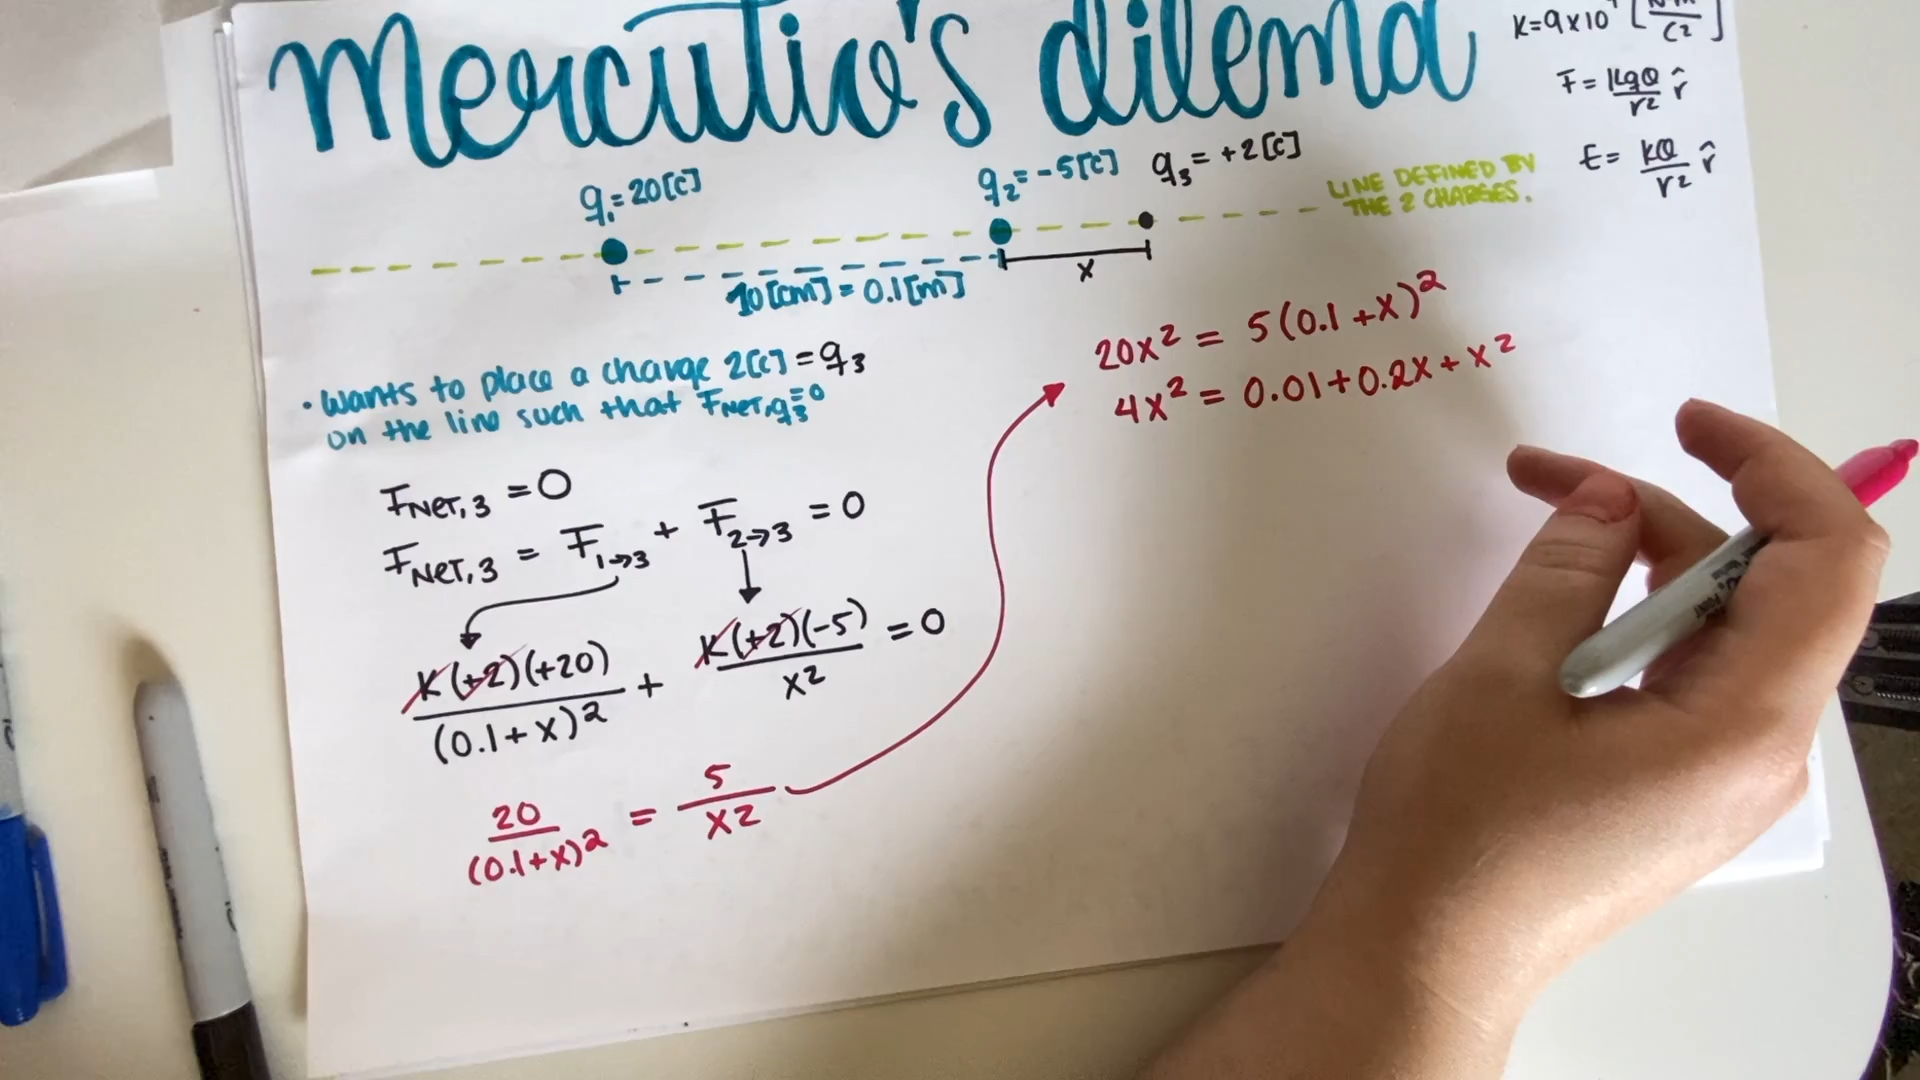 Mercutio's dilema
K=9x10
F = kqQ/r² r̂
E = kQ/r² r̂
q₁=20[C]
q₂=-5[C]
q₃=+2[C]
LINE DEFINED BY
THE 2 CHARGES.
10[cm]=0.1[m]
x
• Wants to place a charge 2[C]=q₃
on the line such that FNET,q₃=0
FNET,3 =0
FNET,3 = F1→3 + F2→3 =0
K(+2)(+20)/(0.1+x)² + K(+2)(-5)/x² =0
20/(0.1+x)² = 5/x²
20x² = 5(0.1+x)²
4x² = 0.01+0.2x+x²